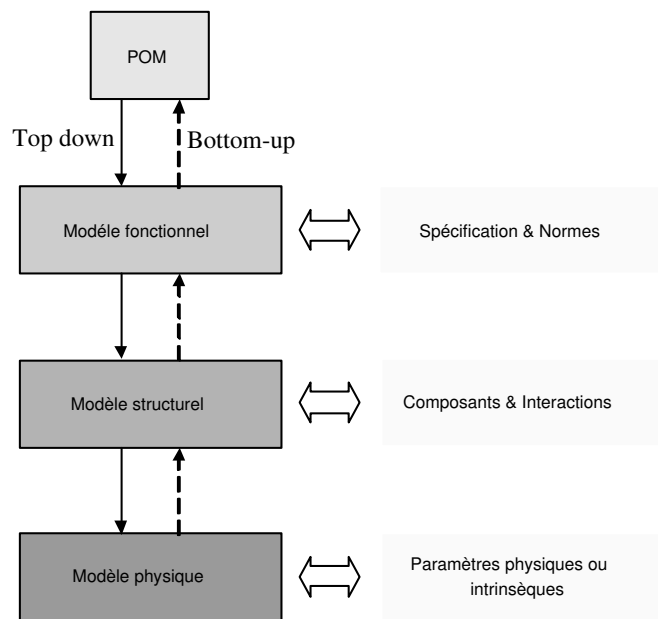 POM
Top down
Bottom-up
Modéle fonctionnel
Spécification & Normes
Modèle structurel
Composants & Interactions
Modèle physique
Paramètres physiques ou
intrinsèques